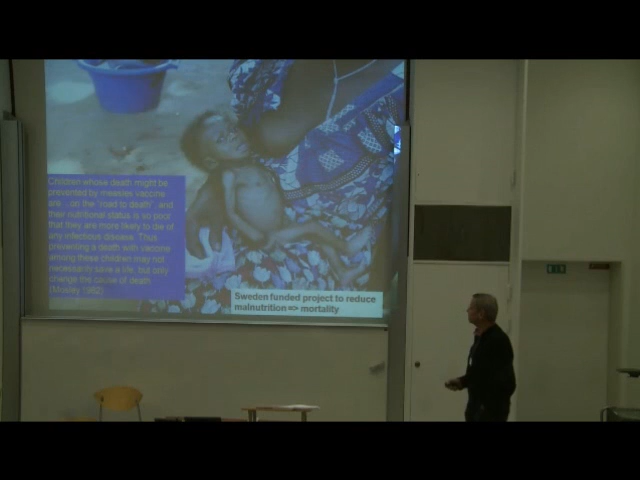 Children whose death might be
prevented by measles vaccine
are ...on the "road to death", and
their nutritional status is so poor
that they are more likely to die of
any infectious disease. Thus
preventing a death with vaccine
among these children may not
necessarily save a life, but only
change the cause of death.
(Mosley 1982)
Sweden funded project to reduce
malnutrition => mortality